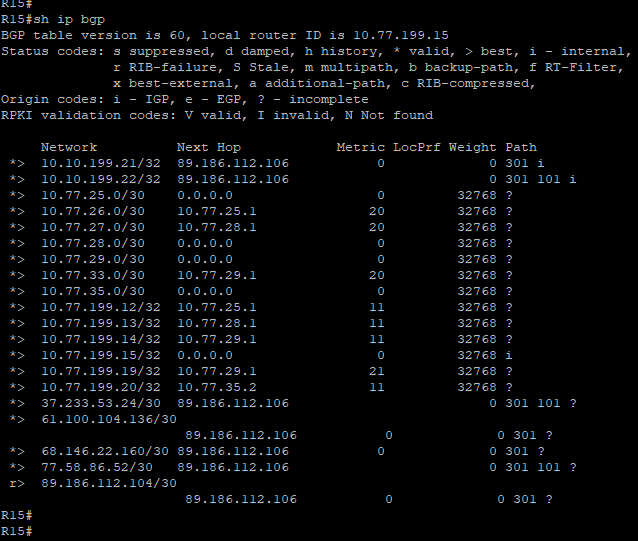 R15#
R15#sh ip bgp
BGP table version is 60, local router ID is 10.77.199.15
Status codes: s suppressed, d damped, h history, * valid, > best, i - internal,
              r RIB-failure, S Stale, m multipath, b backup-path, f RT-Filter,
              x best-external, a additional-path, c RIB-compressed,
Origin codes: i - IGP, e - EGP, ? - incomplete
RPKI validation codes: V valid, I invalid, N Not found

     Network          Next Hop            Metric LocPrf Weight Path
 *>  10.10.199.21/32  89.186.112.106           0             0 301 i
 *>  10.10.199.22/32  89.186.112.106           0             0 301 101 i
 *>  10.77.25.0/30    0.0.0.0                  0         32768 ?
 *>  10.77.26.0/30    10.77.25.1              20         32768 ?
 *>  10.77.27.0/30    10.77.28.1              20         32768 ?
 *>  10.77.28.0/30    0.0.0.0                  0         32768 ?
 *>  10.77.29.0/30    0.0.0.0                  0         32768 ?
 *>  10.77.33.0/30    10.77.29.1              20         32768 ?
 *>  10.77.35.0/30    0.0.0.0                  0         32768 ?
 *>  10.77.199.12/32  10.77.25.1              11         32768 ?
 *>  10.77.199.13/32  10.77.28.1              11         32768 ?
 *>  10.77.199.14/32  10.77.29.1              11         32768 ?
 *>  10.77.199.15/32  0.0.0.0                  0         32768 i
 *>  10.77.199.19/32  10.77.29.1              21         32768 ?
 *>  10.77.199.20/32  10.77.35.2              11         32768 ?
 *>  37.233.53.24/30  89.186.112.106                         0 301 101 ?
 *>  61.100.104.136/30
                       89.186.112.106           0             0 301 ?
 *>  68.146.22.160/30 89.186.112.106           0             0 301 ?
 *>  77.58.86.52/30   89.186.112.106                         0 301 101 ?
 r>  89.186.112.104/30
                       89.186.112.106           0             0 301 ?
R15#
R15#